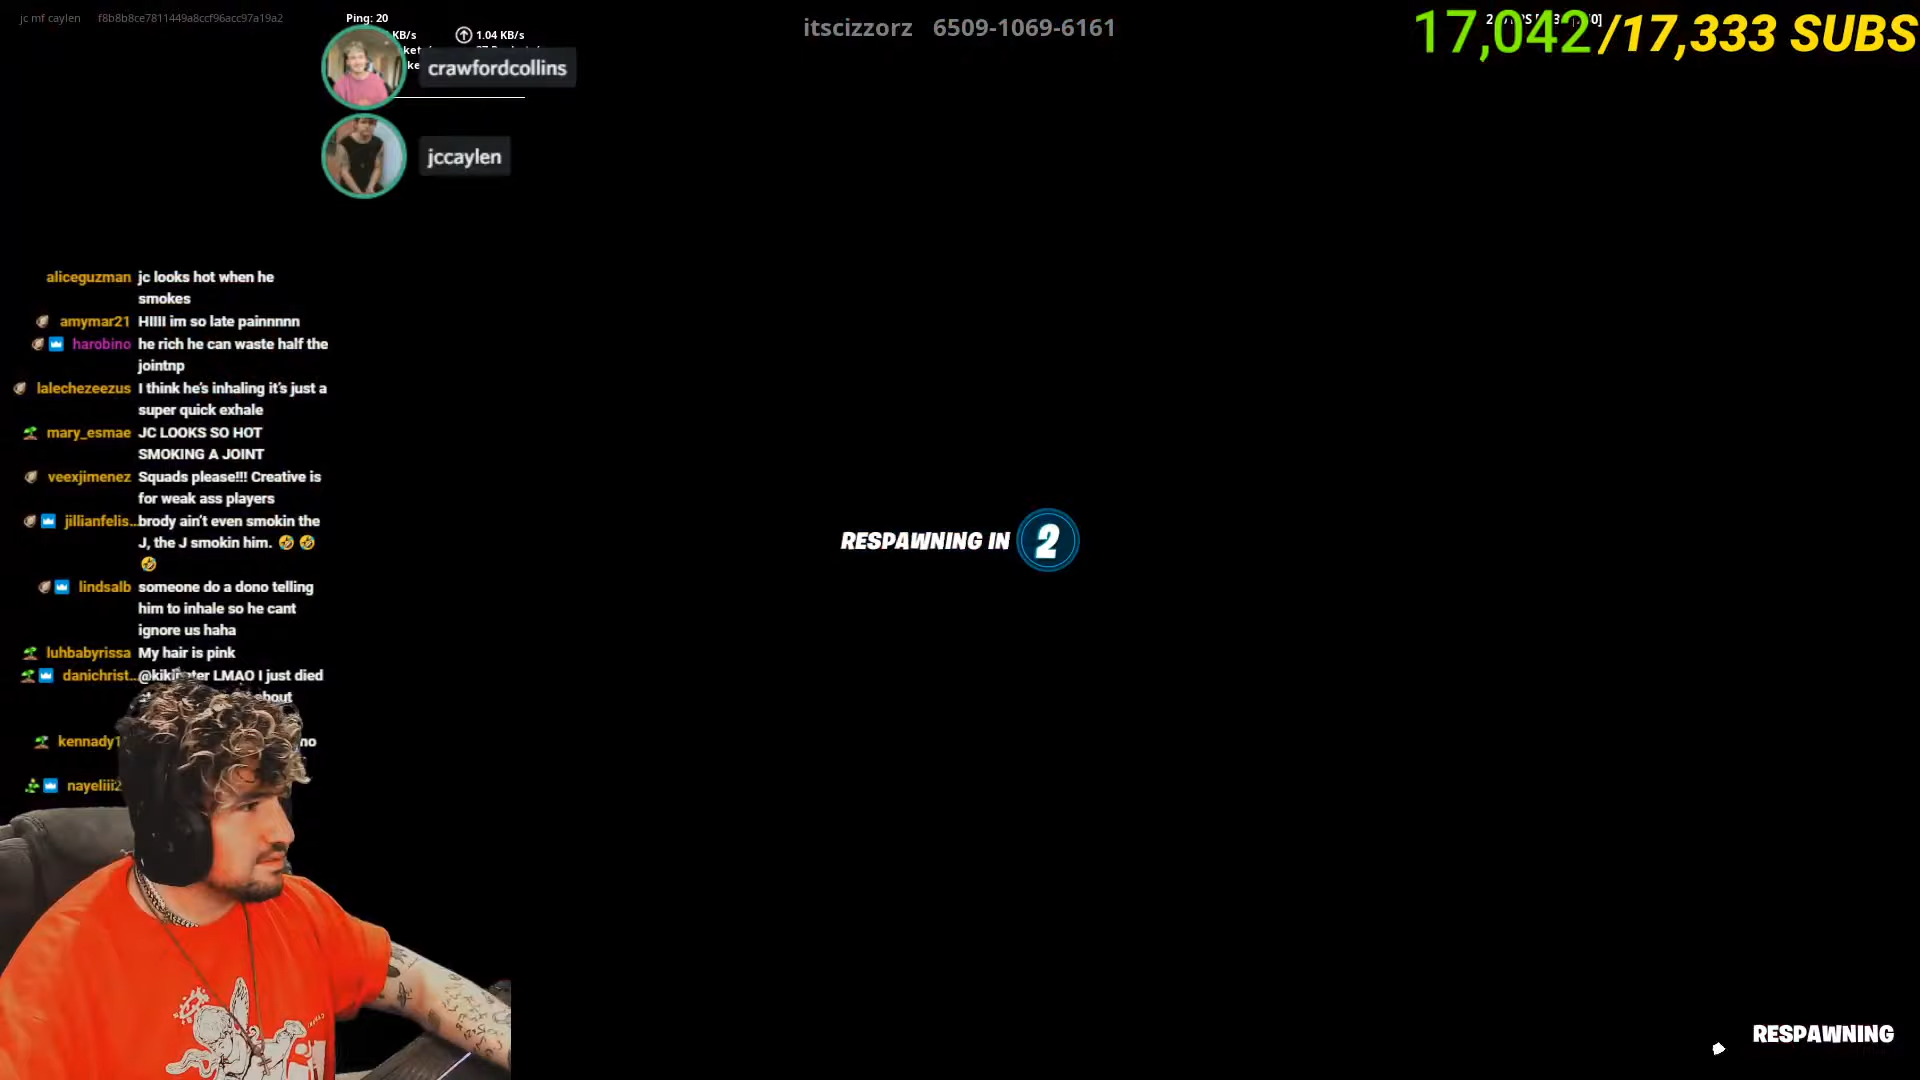 jc mf caylen f8b8b8ce7811449a8ccf96acc97a19a2
Ping: 20
KB/s 1.04 KB/s
crawfordcollins
jccaylen
itscizzorz 6509-1069-6161
17,042/17,333 SUBS
aliceguzman jc looks hot when he
smokes
amymar21 HIIII im so late painnnnn
harobino he rich he can waste half the
jointnp
lalechezeezus I think he's inhaling it's just a
super quick exhale
mary_esmae JC LOOKS SO HOT
SMOKING A JOINT
veexjimenez Squads please!!! Creative is
for weak ass players
jillianfelis... brody ain't even smokin the
J, the J smokin him. 🤣 🤣
🤣
lindsalb someone do a dono telling
him to inhale so he cant
ignore us haha
luhbabyrissa My hair is pink
danichrist... LMAO I just died
about
RESPAWNING IN 2
RESPAWNING